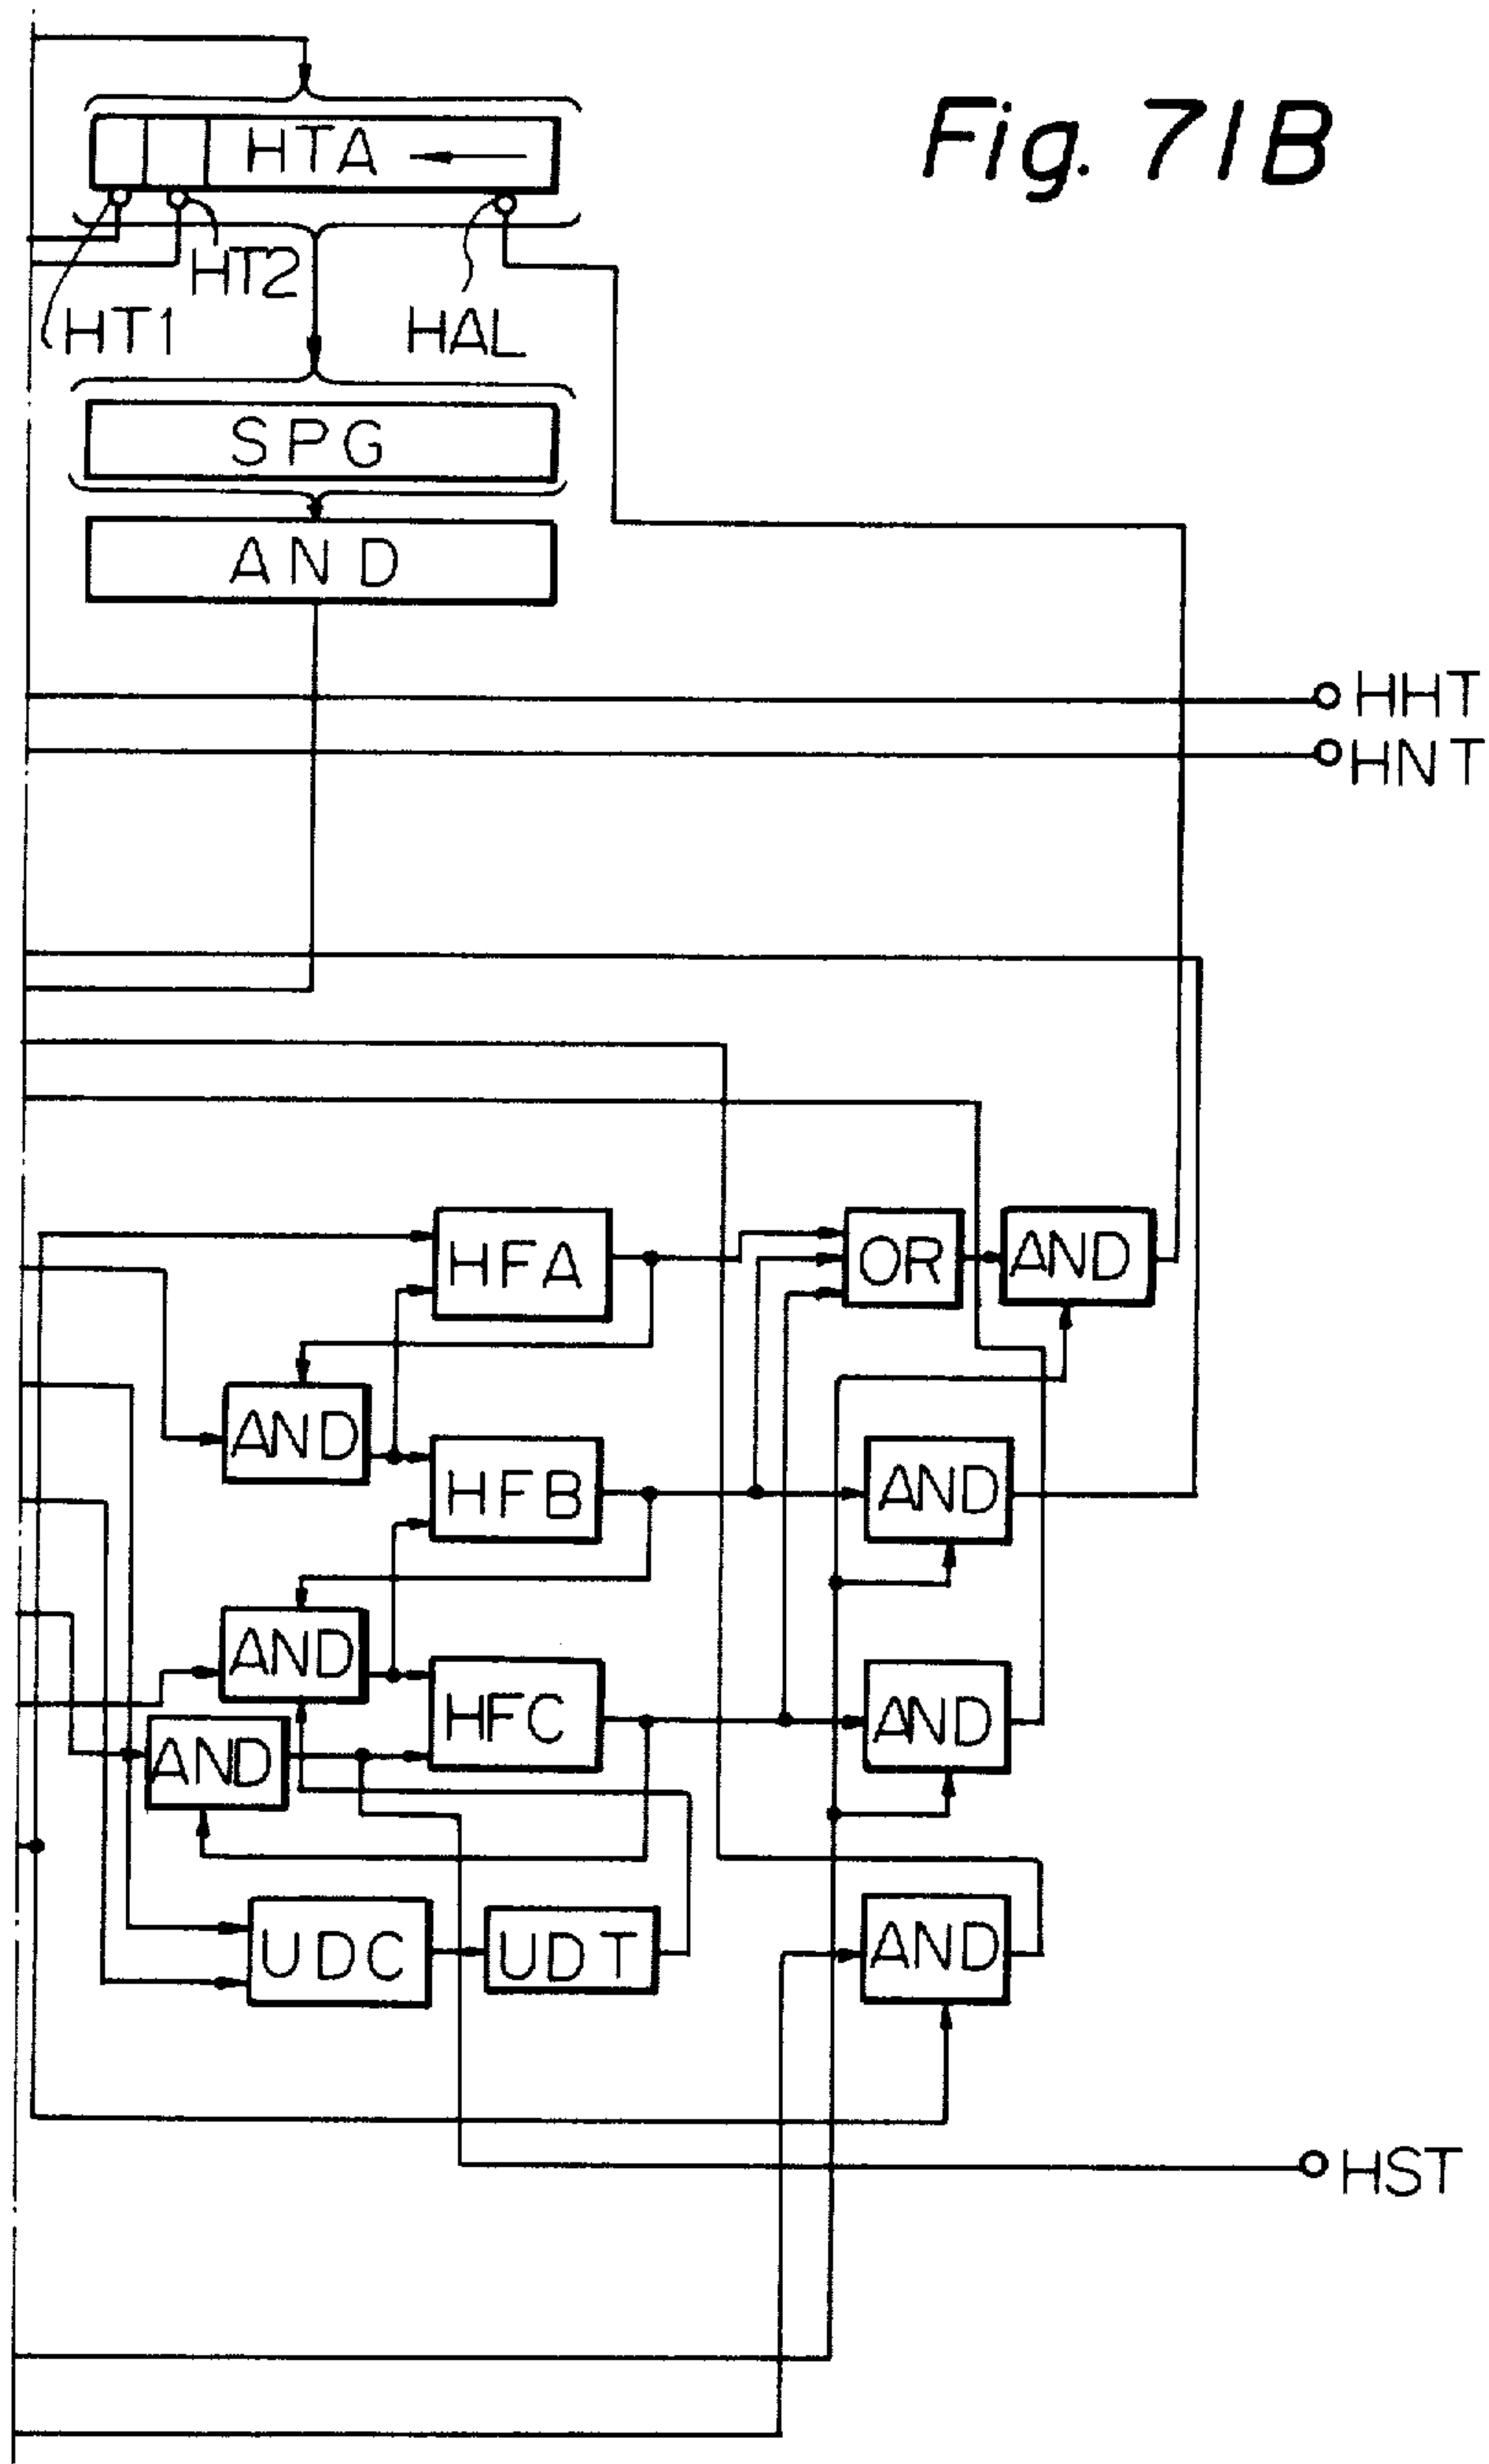 Fig. 71B
HTA
HT2
HT1
HAL
SPG
AND
HHT
HNT
HFA
OR
AND
AND
HFB
AND
AND
HFC
AND
AND
UDC
UDT
AND
HST